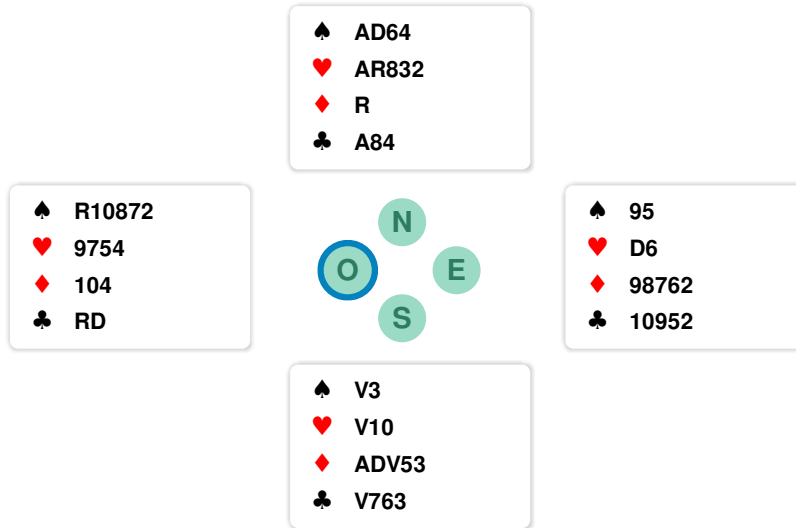 ♠ AD64
♥ AR832
♦ R
♣ A84
♠ R10872
♥ 9754
♦ 104
♣ RD
N
O
E
S
♠ 95
♥ D6
♦ 98762
♣ 10952
♠ V3
♥ V10
♦ ADV53
♣ V763